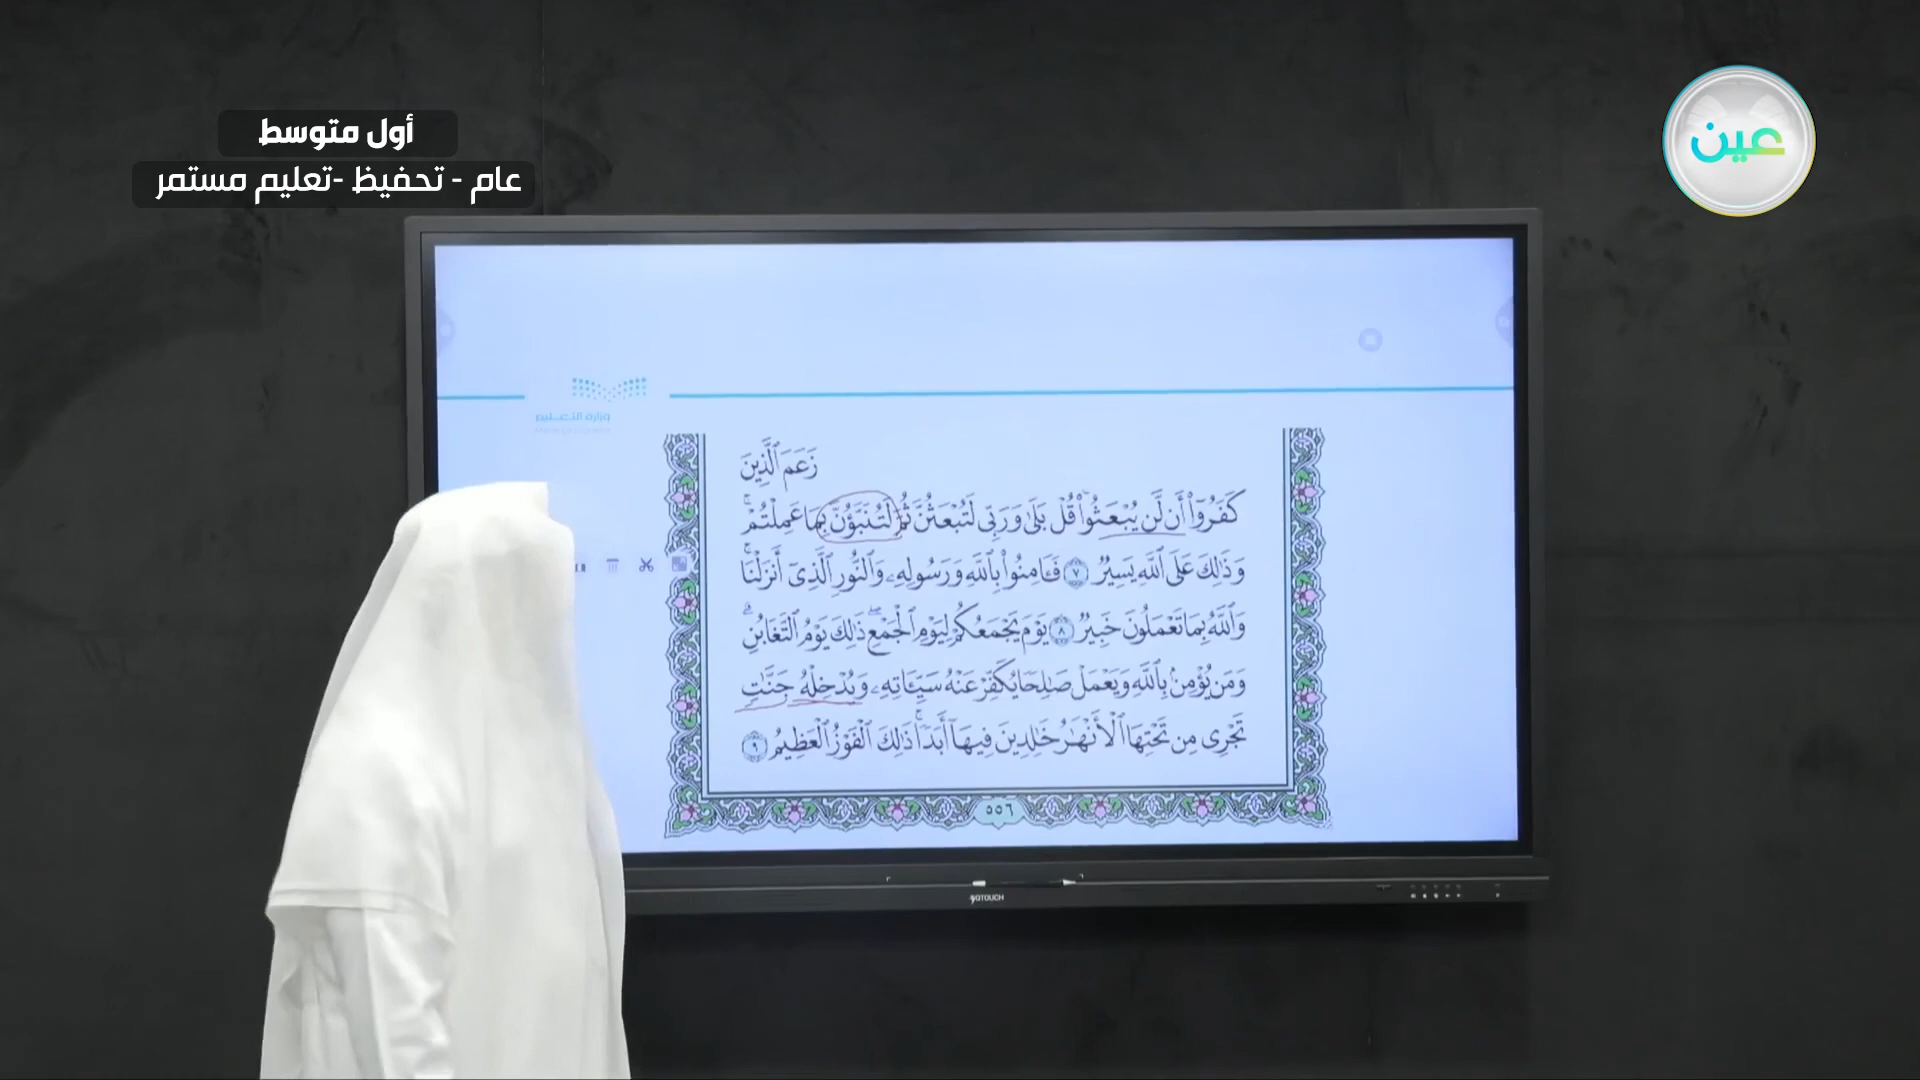 أول متوسط
عام - تحفيظ -تعليم مستمر
عين
وزارة التعليم
زَعَمَ ٱلَّذِينَ
كَفَرُوٓا۟ أَن لَّن يُبْعَثُوا۟ ۚ قُلْ بَلَىٰ وَرَبِّى لَتُبْعَثُنَّ ثُمَّ لَتُنَبَّؤُنَّ بِمَا عَمِلْتُمْ ۚ
وَذَٰلِكَ عَلَى ٱللَّهِ يَسِيرٌ ٧ فَـَٔامِنُوا۟ بِٱللَّهِ وَرَسُولِهِۦ وَٱلنُّورِ ٱلَّذِىٓ أَنزَلْنَا ۚ
وَٱللَّهُ بِمَا تَعْمَلُونَ خَبِيرٌ ٨ يَوْمَ يَجْمَعُكُمْ لِيَوْمِ ٱلْجَمْعِ ۖ ذَٰلِكَ يَوْمُ ٱلتَّغَابُنِ ۗ
وَمَن يُؤْمِنۢ بِٱللَّهِ وَيَعْمَلْ صَـٰلِحًا يُكَفِّرْ عَنْهُ سَيِّـَٔاتِهِۦ وَيُدْخِلْهُ جَنَّـٰتٍ
تَجْرِى مِن تَحْتِهَا ٱلْأَنْهَـٰرُ خَـٰلِدِينَ فِيهَآ أَبَدًا ۚ ذَٰلِكَ ٱلْفَوْزُ ٱلْعَظِيمُ ٩
٥٥٦